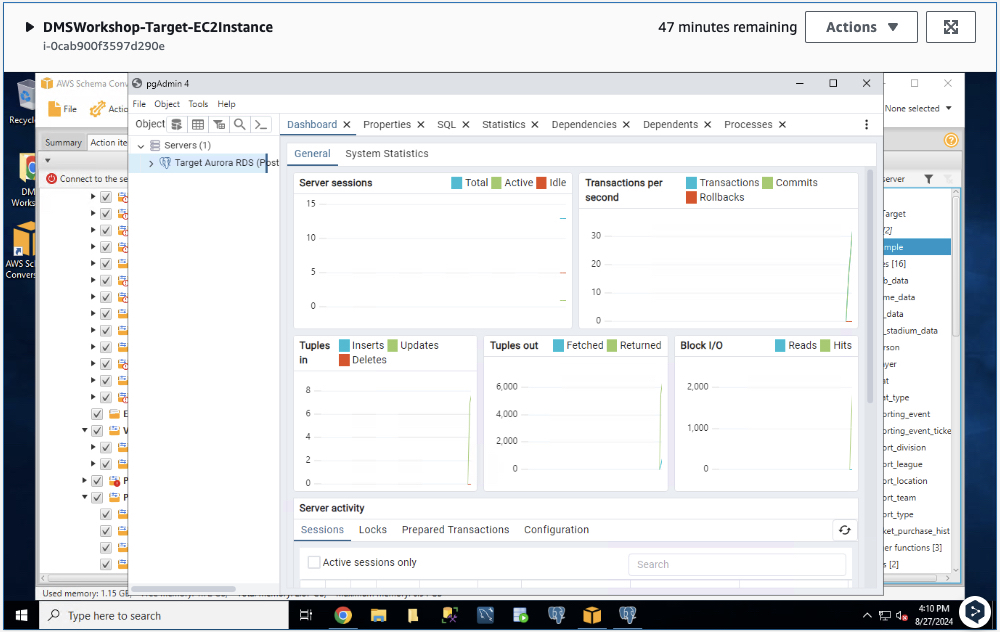 DMSWorkshop-Target-EC2Instance
i-0cab900f3597d290e
47 minutes remaining
Actions
AWS Schema Conv
File
Actio
Summary
Action ite
Connect to the se
Recycl
DM
Works
AWS Sc
Convers
pgAdmin 4
File Object Tools Help
Object
Dashboard Properties SQL Statistics Dependencies Dependents Processes
Servers (1)
Target Aurora RDS (Post
General System Statistics
Server sessions
Total Active Idle
15
10
5
0
Transactions per second
Transactions Commits
Rollbacks
30
20
10
0
Tuples in
Inserts Updates
Deletes
8
6
4
2
0
Tuples out
Fetched Returned
6,000
4,000
2,000
0
Block I/O
Reads Hits
2,000
1,000
0
Server activity
Sessions Locks Prepared Transactions Configuration
Active sessions only
Search
None selected
erver
Target
[2]
mple
es [16]
b_data
me_data
_data
_stadium_data
erson
ayer
at
at_type
orting_event
orting_event_ticke
ort_division
ort_league
ort_location
ort_team
ort_type
ket_purchase_hist
er functions [3]
s [2]
Used memory: 1.15 GB
Type here to search
4:10 PM
8/27/2024